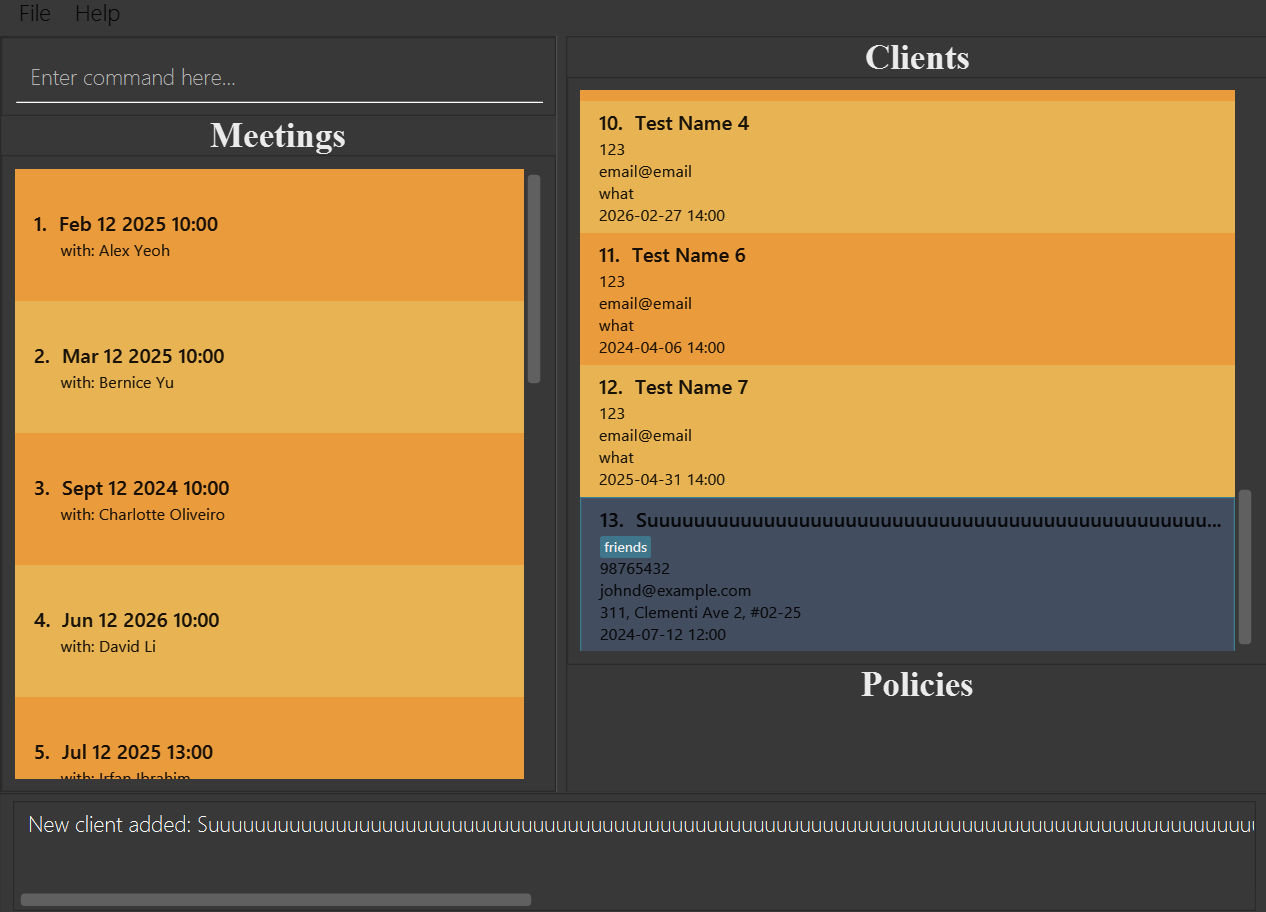 File Help
Enter command here...
Meetings
1. Feb 12 2025 10:00
with: Alex Yeoh
2. Mar 12 2025 10:00
with: Bernice Yu
3. Sept 12 2024 10:00
with: Charlotte Oliveiro
4. Jun 12 2026 10:00
with: David Li
5. Jul 12 2025 13:00
with: Irfan Ibrahim
Clients
10. Test Name 4
123
email@email
what
2026-02-27 14:00
11. Test Name 6
123
email@email
what
2024-04-06 14:00
12. Test Name 7
123
email@email
what
2025-04-31 14:00
13. Suuuuuuuuuuuuuuuuuuuuuuuuuuuuuuuuuuuuuuuuuuuuuuuu...
friends
98765432
johnd@example.com
311, Clementi Ave 2, #02-25
2024-07-12 12:00
Policies
New client added: Suuuuuuuuuuuuuuuuuuuuuuuuuuuuuuuuuuuuuuuuuuuuuuuuuuuuuuuuuuuuuuuuuuuuuuuuuuuuuuuuuuuuuuuuuuu